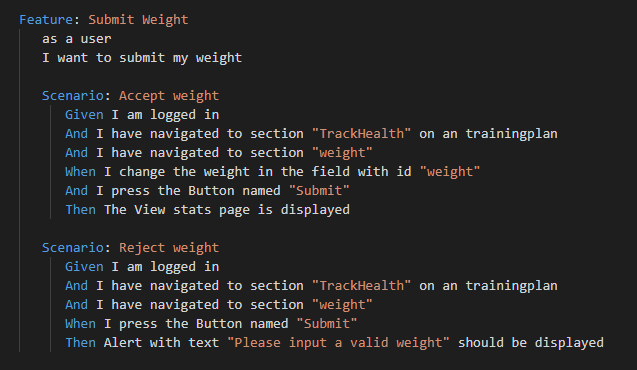 Feature: Submit Weight
as a user
I want to submit my weight
Scenario: Accept weight
Given I am logged in
And I have navigated to section "TrackHealth" on an trainingplan
And I have navigated to section "weight"
When I change the weight in the field with id "weight"
And I press the Button named "Submit"
Then The View stats page is displayed
Scenario: Reject weight
Given I am logged in
And I have navigated to section "TrackHealth" on an trainingplan
And I have navigated to section "weight"
When I press the Button named "Submit"
Then Alert with text "Please input a valid weight" should be displayed